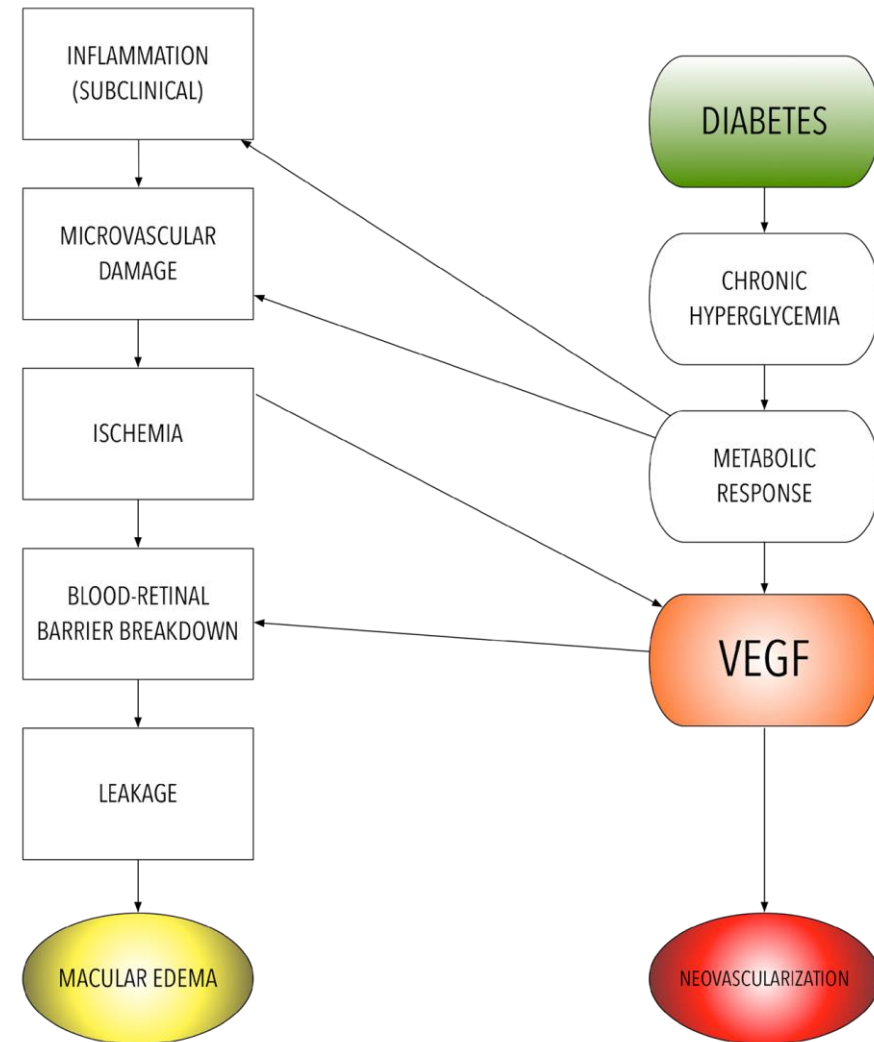 INFLAMMATION
(SUBCLINICAL)
MICROVASCULAR
DAMAGE
ISCHEMIA
BLOOD-RETINAL
BARRIER BREAKDOWN
LEAKAGE
MACULAR EDEMA
DIABETES
CHRONIC
HYPERGLYCEMIA
METABOLIC
RESPONSE
VEGF
NEOVASCULARIZATION